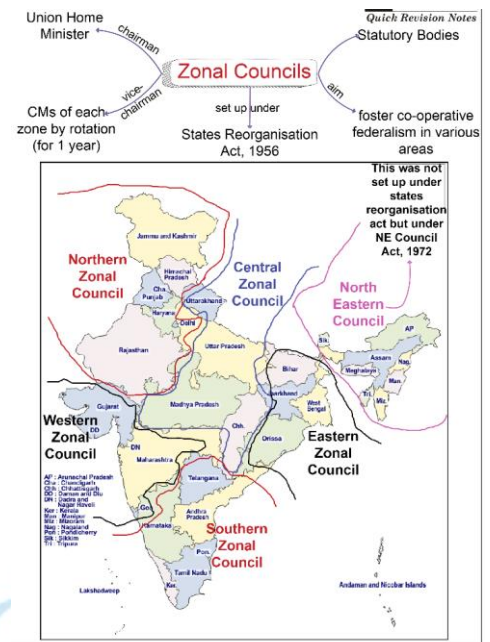 Quick Revision Notes
Union Home
Minister
chairman
Zonal Councils
Statutory Bodies
vice-
chairman
CMs of each
zone by rotation
(for 1 year)
set up under
States Reorganisation
Act, 1956
aim
foster co-operative
federalism in various
areas
This was not
set up under
states
reorganisation
act but under
NE Council
Act, 1972
Jammu and Kashmir
Northern
Zonal
Council
Himachal
Pradesh
Cha.
Punjab
Uttarakhand
Haryana
Delhi
Central
Zonal
Council
North
Eastern
Council
Rajasthan
Uttar Pradesh
Sik.
AP
Assam
Nag.
Meghalaya
Man.
Tri.
Miz.
Bihar
Jharkhand
West
Bengal
Gujarat
DD
Madhya Pradesh
Chh.
Western
Zonal
Council
DN
Maharashtra
Orissa
Eastern
Zonal
Council
Telangana
AP : Arunachal Pradesh
Cha : Chandigarh
Chh : Chhattisgarh
DD : Daman and Diu
DN : Dadra and
Nagar Haveli
Ker : Kerala
Man : Manipur
Miz : Mizoram
Nag : Nagaland
Pon : Pondicherry
Sik : Sikkim
Tri : Tripura
Go.
Karnataka
Andhra
Pradesh
Southern
Zonal
Council
Pon.
Tamil Nadu
Ker.
Lakshadweep
Andaman and Nicobar Islands